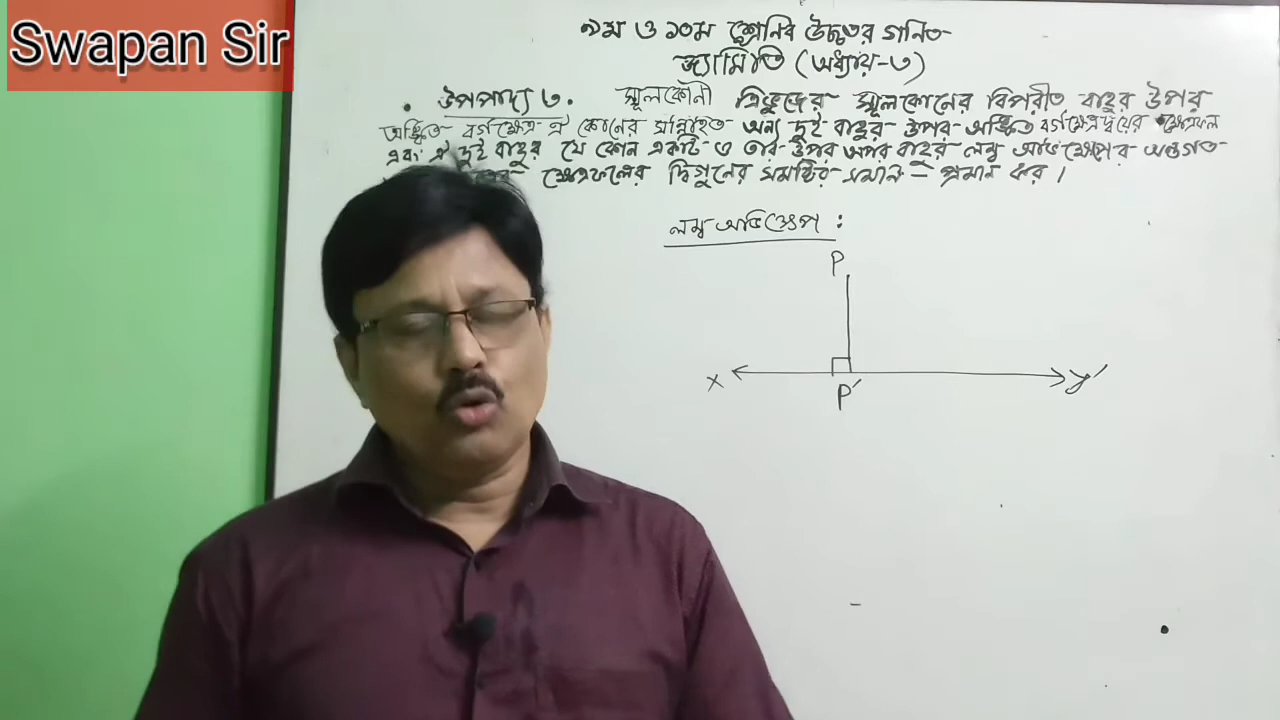 Swapan Sir
৯ম ও ১০ম শ্রেনির উচ্চতর গনিত
জ্যামিতি (অধ্যায়-৩)
উপপাদ্য ৩. স্থূলকোনী ত্রিভুজের স্থূলকোনের বিপরীত বাহুর উপর
অঙ্কিত বর্গক্ষেত্র ঐ কোনের সন্নিহিত অন্য দুই বাহুর উপর অঙ্কিত বর্গক্ষেত্রদ্বয়ের ক্ষেত্রফল
এবং ঐ দুই বাহুর যে কোন একটি ও তার উপর অপর বাহুর লম্ব অভিক্ষেপের অন্তর্গত
ক্ষেত্রফলের দ্বিগুনের সমষ্টির সমান - প্রমান কর।
লম্ব অভিক্ষেপ :
P
X Y'
P'